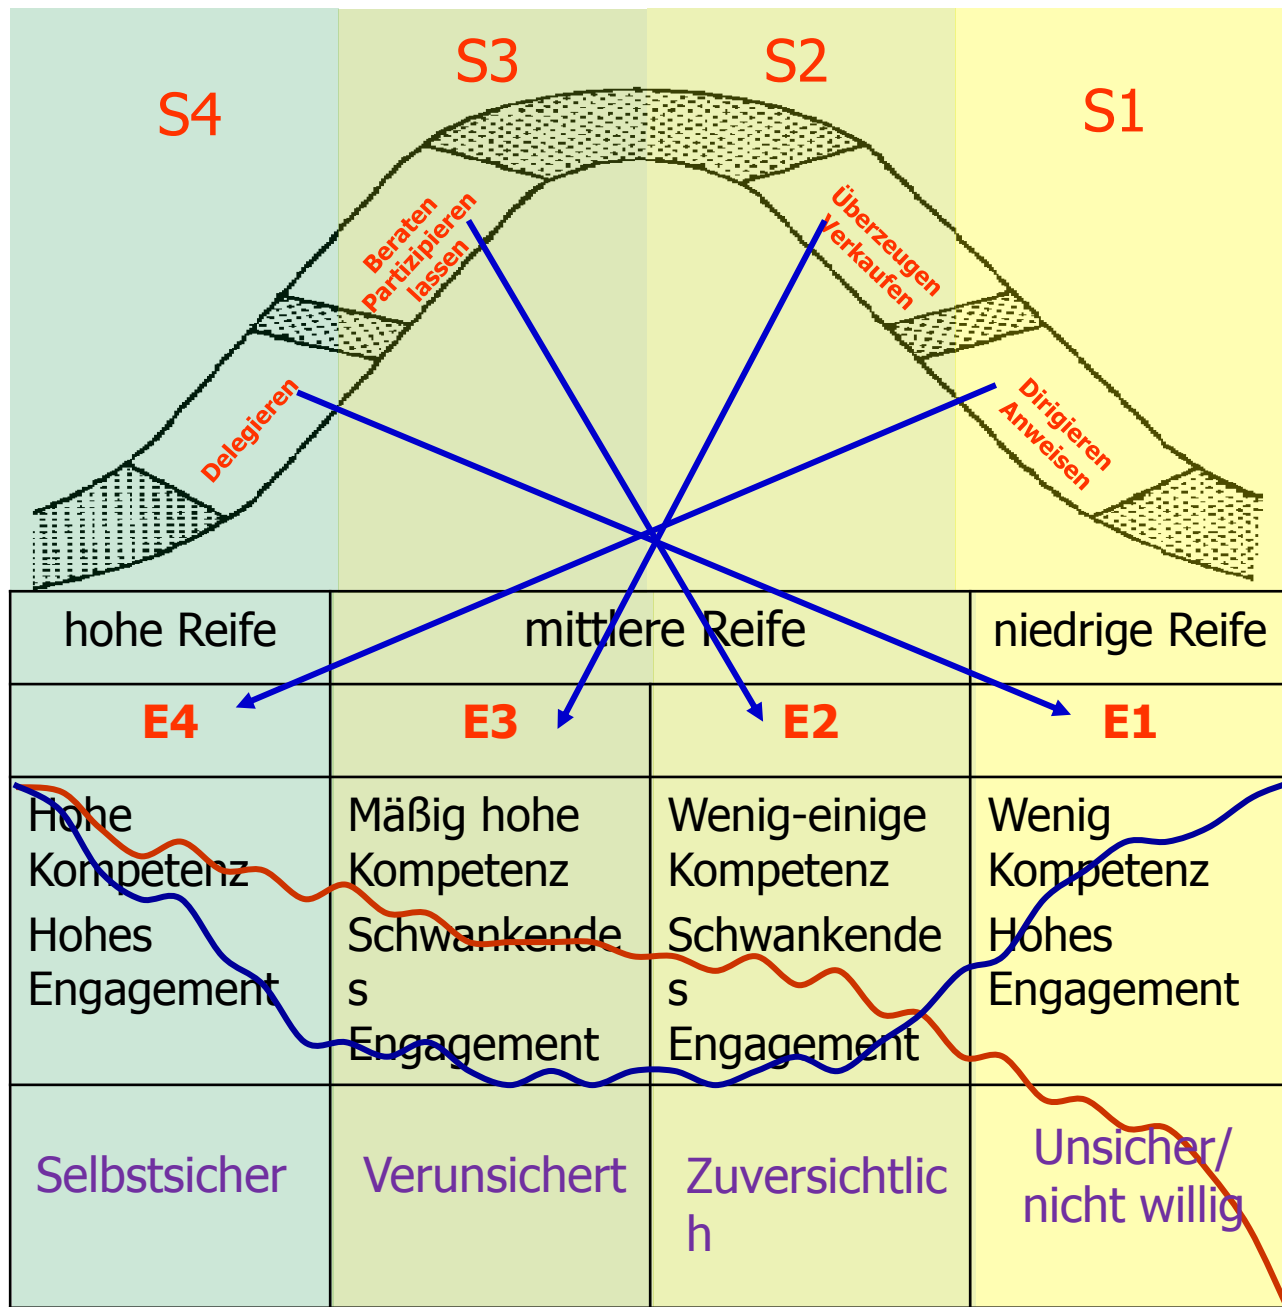 S4
S3
S2
S1
Delegieren
Beraten
Partizipieren
lassen
Überzeugen
Verkaufen
Dirigieren
Anweisen
hohe Reife
mittlere Reife
niedrige Reife
E4
E3
E2
E1
Hohe
Kompetenz
Hohes
Engagement
Mäßig hohe
Kompetenz
Schwankende
s
Engagement
Wenig-einige
Kompetenz
Schwankende
s
Engagement
Wenig
Kompetenz
Hohes
Engagement
Selbstsicher
Verunsichert
Zuversichtlic
h
Unsicher/
nicht willig